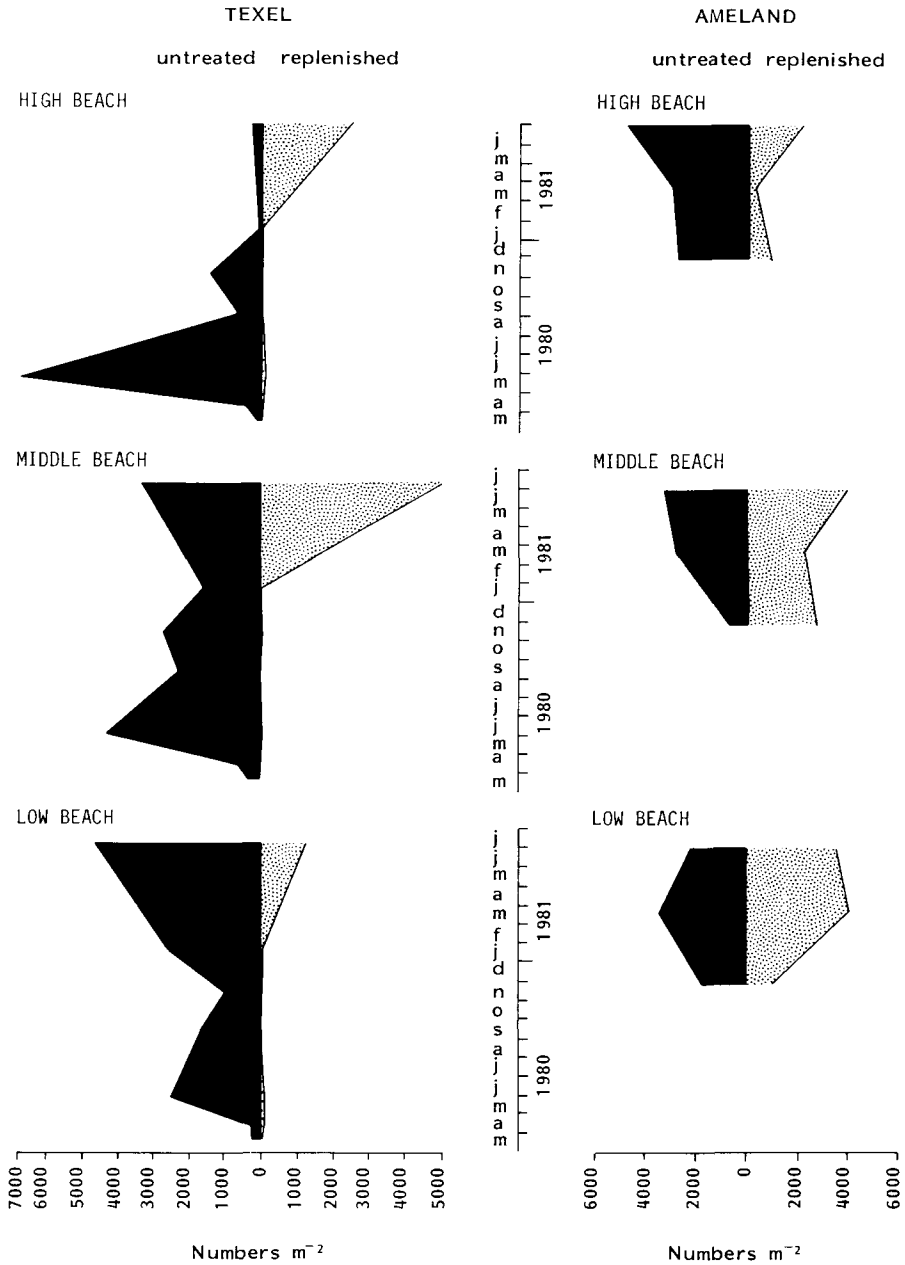 TEXEL
untreated replenished
HIGH BEACH
MIDDLE BEACH
LOW BEACH
7000 6000 5000 4000 3000 2000 1000 0 1000 2000 3000 4000 5000
Numbers m⁻²
j
m
a
m
f
j
d
n
o
s
a
j
j
m
a
m
1981
1980
j
j
m
a
m
f
j
d
n
o
s
a
j
j
m
a
m
1981
1980
j
j
m
a
m
f
j
d
n
o
s
a
j
j
m
a
m
1981
1980
AMELAND
untreated replenished
HIGH BEACH
MIDDLE BEACH
LOW BEACH
6000 4000 2000 0 2000 4000 6000
Numbers m⁻²